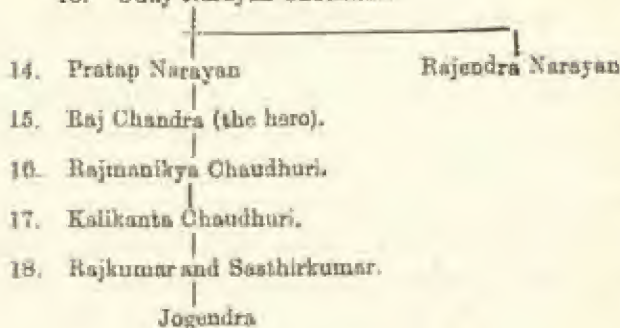 14. Pratap Narayan Rajendra Narayan
15. Raj Chandra (the hero).
16. Rajmanikya Chaudhuri.
17. Kalikanta Chaudhuri.
18. Rajkumar and Sasthirkumar.
Jogendra